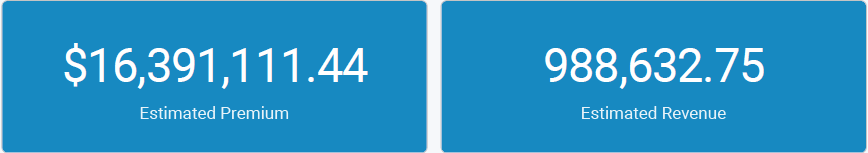 $16,391,111.44
Estimated Premium
988,632.75
Estimated Revenue